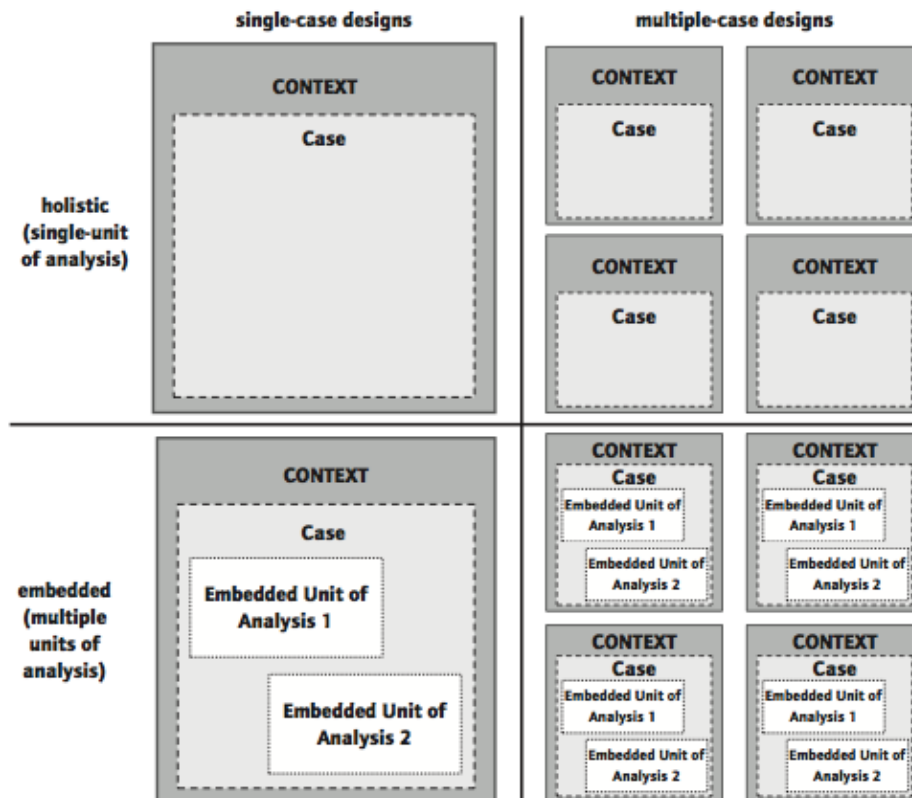 single-case designs
multiple-case designs
holistic
(single-unit
of analysis)
CONTEXT
Case
CONTEXT
Case
CONTEXT
Case
CONTEXT
Case
CONTEXT
Case
embedded
(multiple
units of
analysis)
CONTEXT
Case
Embedded Unit of
Analysis 1
Embedded Unit of
Analysis 2
CONTEXT
Case
Embedded Unit of
Analysis 1
Embedded Unit of
Analysis 2
CONTEXT
Case
Embedded Unit of
Analysis 1
Embedded Unit of
Analysis 2
CONTEXT
Case
Embedded Unit of
Analysis 1
Embedded Unit of
Analysis 2
CONTEXT
Case
Embedded Unit of
Analysis 1
Embedded Unit of
Analysis 2